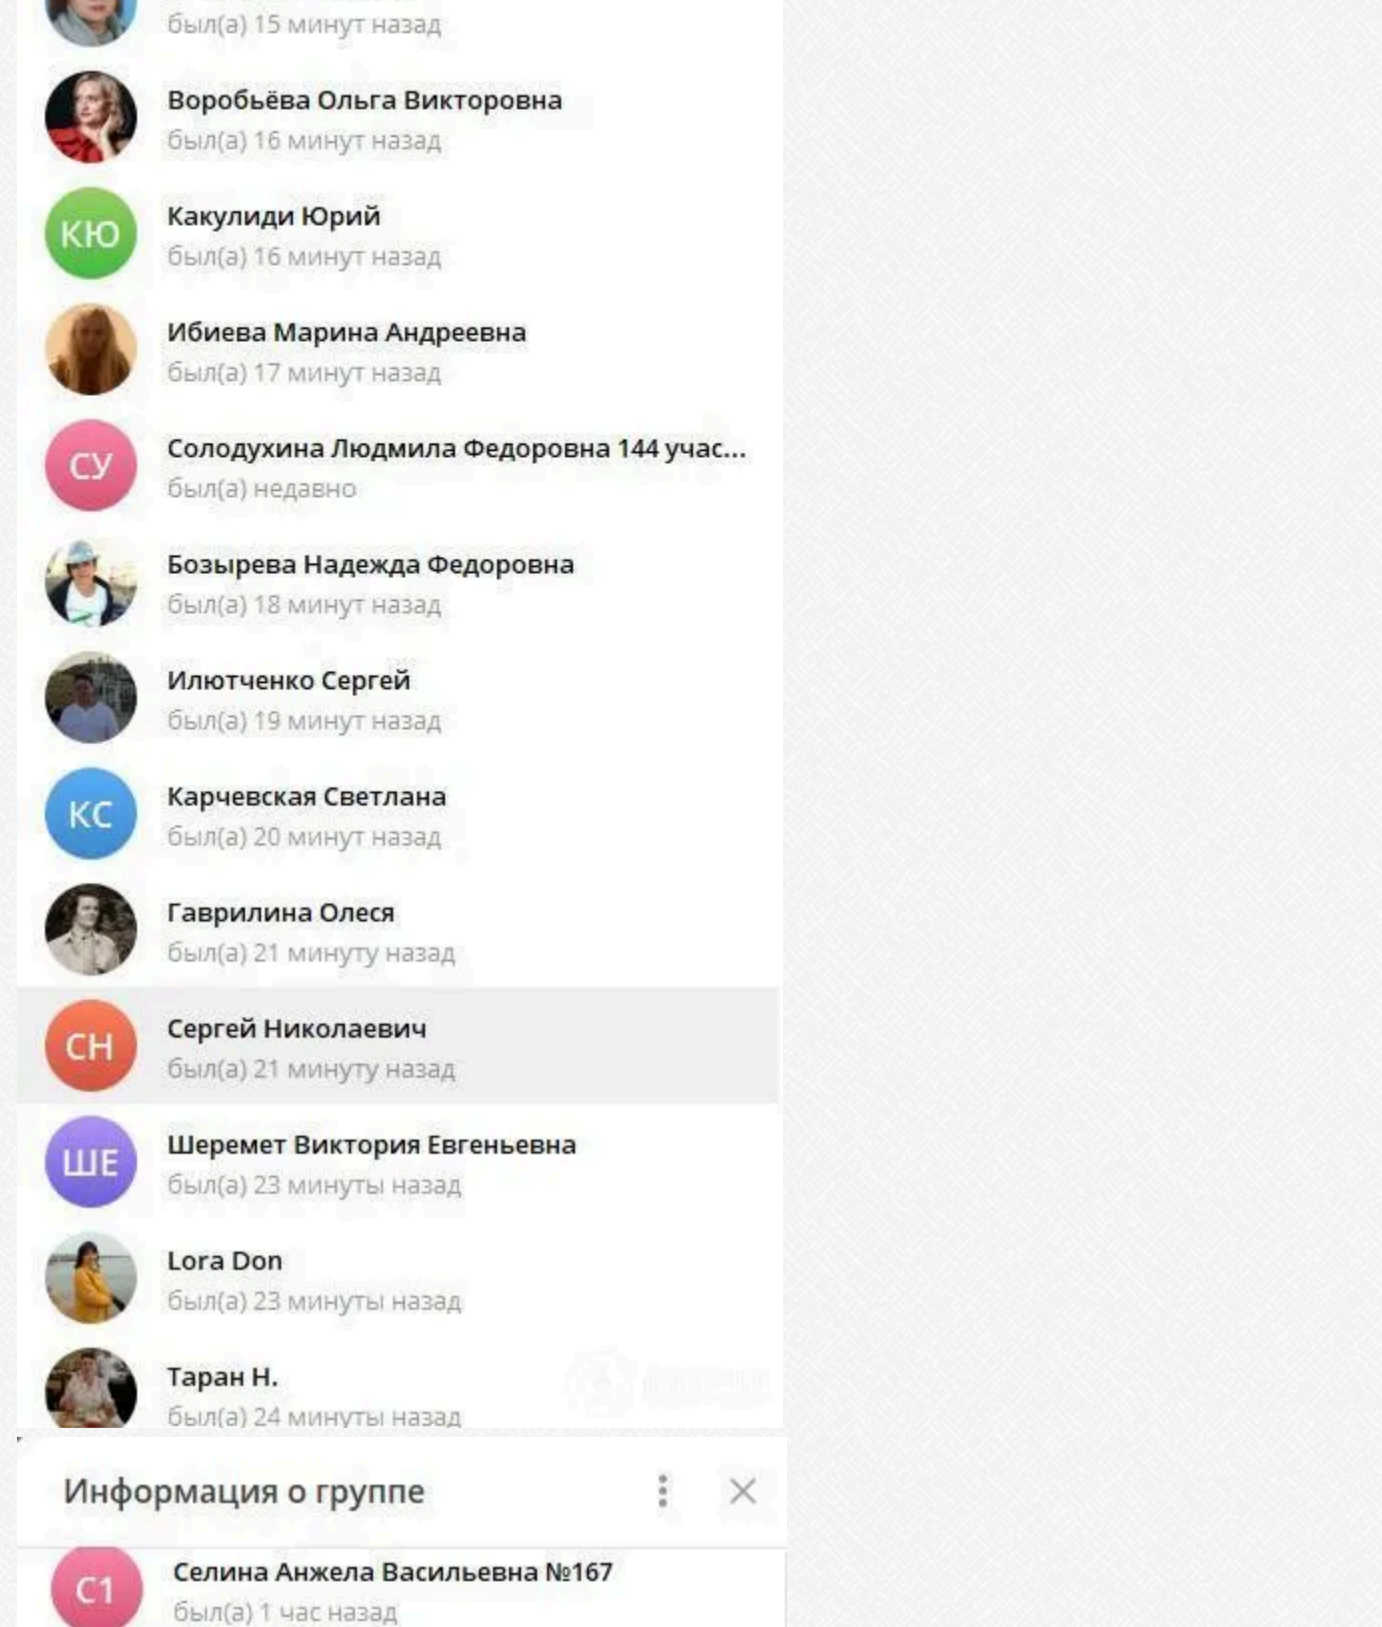 был(а) 15 минут назад
Воробьёва Ольга Викторовна
был(а) 16 минут назад
КЮ
Какулиди Юрий
был(а) 16 минут назад
Ибиева Марина Андреевна
был(а) 17 минут назад
СУ
Солодухина Людмила Федоровна 144 учас...
был(а) недавно
Бозырева Надежда Федоровна
был(а) 18 минут назад
Илютченко Сергей
был(а) 19 минут назад
КС
Карчевская Светлана
был(а) 20 минут назад
Гаврилина Олеся
был(а) 21 минуту назад
СН
Сергей Николаевич
был(а) 21 минуту назад
ШЕ
Шеремет Виктория Евгеньевна
был(а) 23 минуты назад
Lora Don
был(а) 23 минуты назад
Таран Н.
был(а) 24 минуты назад
Информация о группе
С1
Селина Анжела Васильевна №167
был(а) 1 час назад